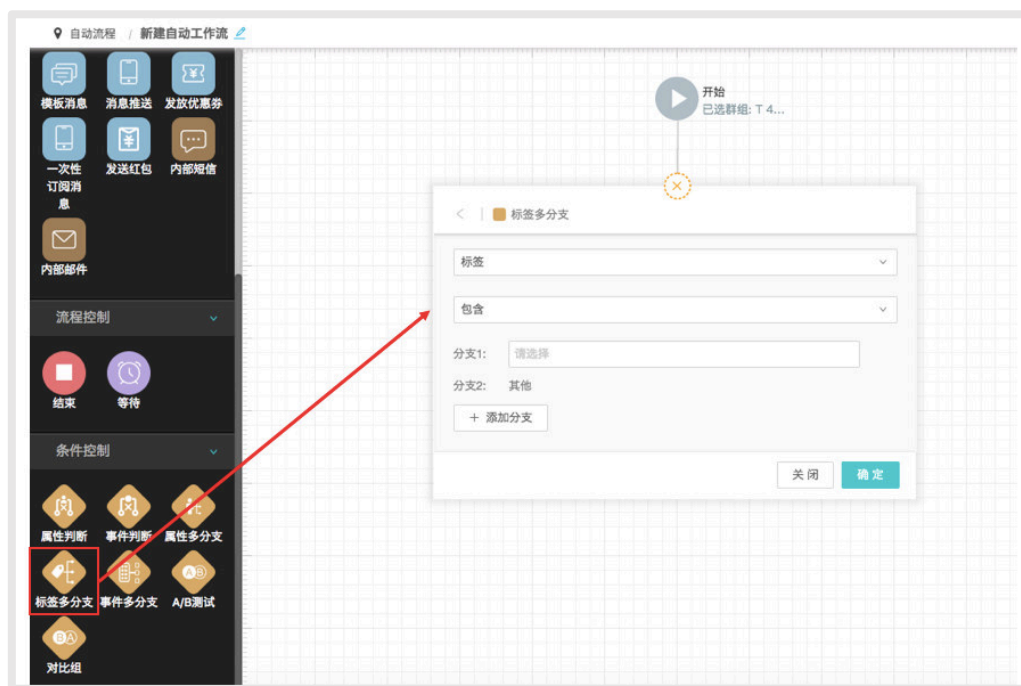 自动流程 / 新建自动工作流
模板消息 消息推送 发放优惠券
一次性订阅消息 发送红包 内部短信
内部邮件
流程控制
结束 等待
条件控制
属性判断 事件判断 属性多分支
标签多分支 事件多分支 A/B测试
对比组
开始
已选群组: T 4...
标签多分支
标签
包含
分支1: 请选择
分支2: 其他
+ 添加分支
关闭 确定